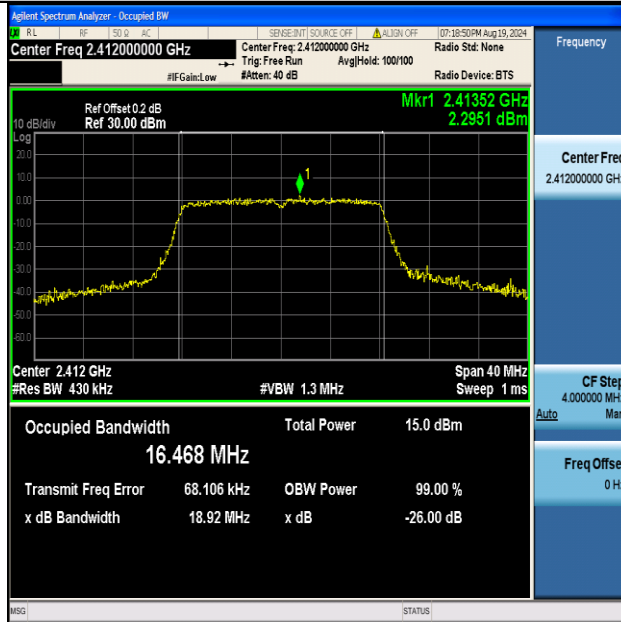 Agilent Spectrum Analyzer - Occupied BW
RL RF 50 Ω AC SENSE:INT SOURCE OFF ALIGN OFF 07:18:50PM Aug 19, 2024
Center Freq 2.412000000 GHz
Center Freq: 2.412000000 GHz
Radio Std: None
Trig: Free Run Avg|Hold: 100/100
#IFGain:Low #Atten: 40 dB Radio Device: BTS
Frequency
Mkr1 2.41352 GHz
2.2951 dBm
Ref Offset 0.2 dB
10 dB/div Ref 30.00 dBm
Log
20.0
10.0
0.00
-10.0
-20.0
-30.0
-40.0
-50.0
-60.0
1
Center 2.412 GHz Span 40 MHz
#Res BW 430 kHz #VBW 1.3 MHz Sweep 1 ms
Occupied Bandwidth Total Power 15.0 dBm
16.468 MHz
Transmit Freq Error 68.106 kHz OBW Power 99.00 %
x dB Bandwidth 18.92 MHz x dB -26.00 dB
Center Freq
2.412000000 GHz
CF Step
4.000000 MHz
Auto Man
Freq Offse
0 Hz
MSG STATUS